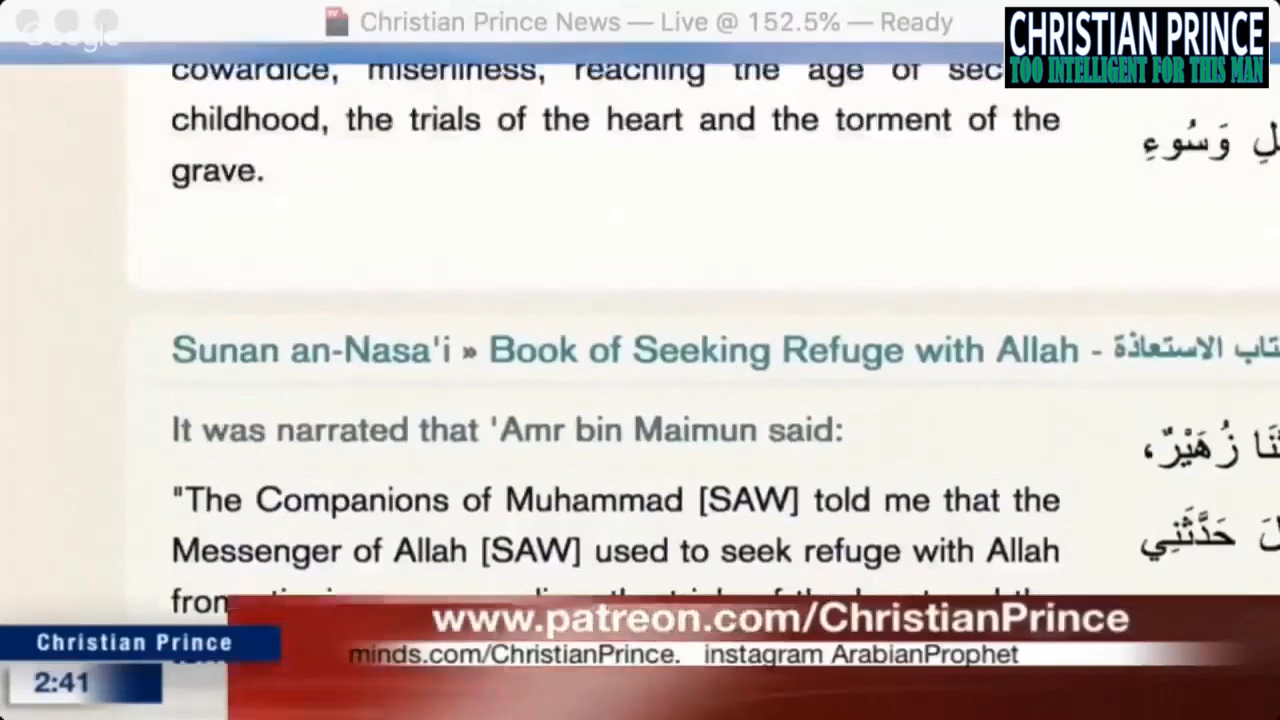 Google
Christian Prince News — Live @ 152.5% — Ready
CHRISTIAN PRINCE
TOO INTELLIGENT FOR THIS MAN
cowardice, miserliness, reaching the age of
childhood, the trials of the heart and the torment of the
grave.
وَسُوءِ
Sunan an-Nasa'i » Book of Seeking Refuge with Allah - الاستعاذة
It was narrated that 'Amr bin Maimun said:
زُهَيْرٌ،
"The Companions of Muhammad [SAW] told me that the
Messenger of Allah [SAW] used to seek refuge with Allah
حَدَّثَنِي
www.patreon.com/ChristianPrince
Christian Prince
minds.com/ChristianPrince. instagram ArabianProphet
2:41